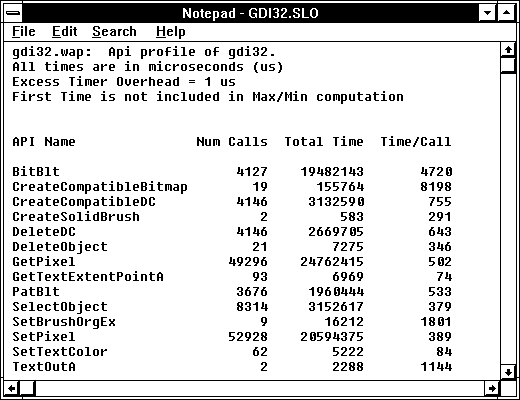 Notepad - GDI32.SLO
File Edit Search Help
gdi32.wap:  Api profile of gdi32.
All times are in microseconds (us)
Excess Timer Overhead = 1 us
First Time is not included in Max/Min computation
API Name Num Calls Total Time Time/Call
BitBlt 4127 19482143 4720
CreateCompatibleBitmap 19 155764 8198
CreateCompatibleDC 4146 3132590 755
CreateSolidBrush 2 583 291
DeleteDC 4146 2669705 643
DeleteObject 21 7275 346
GetPixel 49296 24762415 502
GetTextExtentPointA 93 6969 74
PatBlt 3676 1960444 533
SelectObject 8314 3152617 379
SetBrushOrgEx 9 16212 1801
SetPixel 52928 20594375 389
SetTextColor 62 5222 84
TextOutA 2 2288 1144